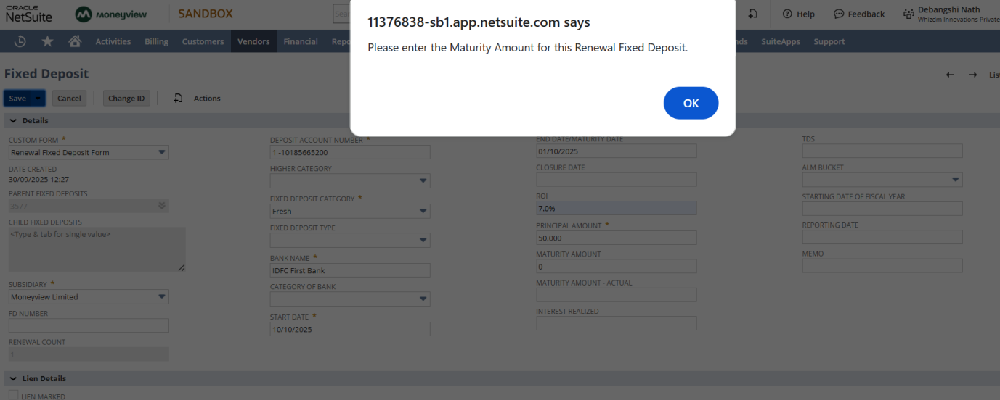 ORACLE
NetSuite
moneyview
SANDBOX
Sear
Help
Feedback
Debangshi Nath
Whizdm Innovations Private
Activities
Billing
Customers
Vendors
Financial
Repo
nds
SuiteApps
Support
11376838-sb1.app.netsuite.com says
Please enter the Maturity Amount for this Renewal Fixed Deposit.
OK
Fixed Deposit
List
Save
Cancel
Change ID
Actions
Details
CUSTOM FORM *
Renewal Fixed Deposit Form
DATE CREATED
30/09/2025 12:27
PARENT FIXED DEPOSITS
3577
CHILD FIXED DEPOSITS
<Type & tab for single value>
SUBSIDIARY *
Moneyview Limited
FD NUMBER
RENEWAL COUNT
1
DEPOSIT ACCOUNT NUMBER *
1 -10185665200
HIGHER CATEGORY
FIXED DEPOSIT CATEGORY *
Fresh
FIXED DEPOSIT TYPE
BANK NAME *
IDFC First Bank
CATEGORY OF BANK
START DATE *
10/10/2025
END DATE/MATURITY DATE
01/10/2025
CLOSURE DATE
ROI
7.0%
PRINCIPAL AMOUNT *
50,000
MATURITY AMOUNT
0
MATURITY AMOUNT - ACTUAL
INTEREST REALIZED
TDS
ALM BUCKET
STARTING DATE OF FISCAL YEAR
REPORTING DATE
MEMO
Lien Details
LIEN MARKED